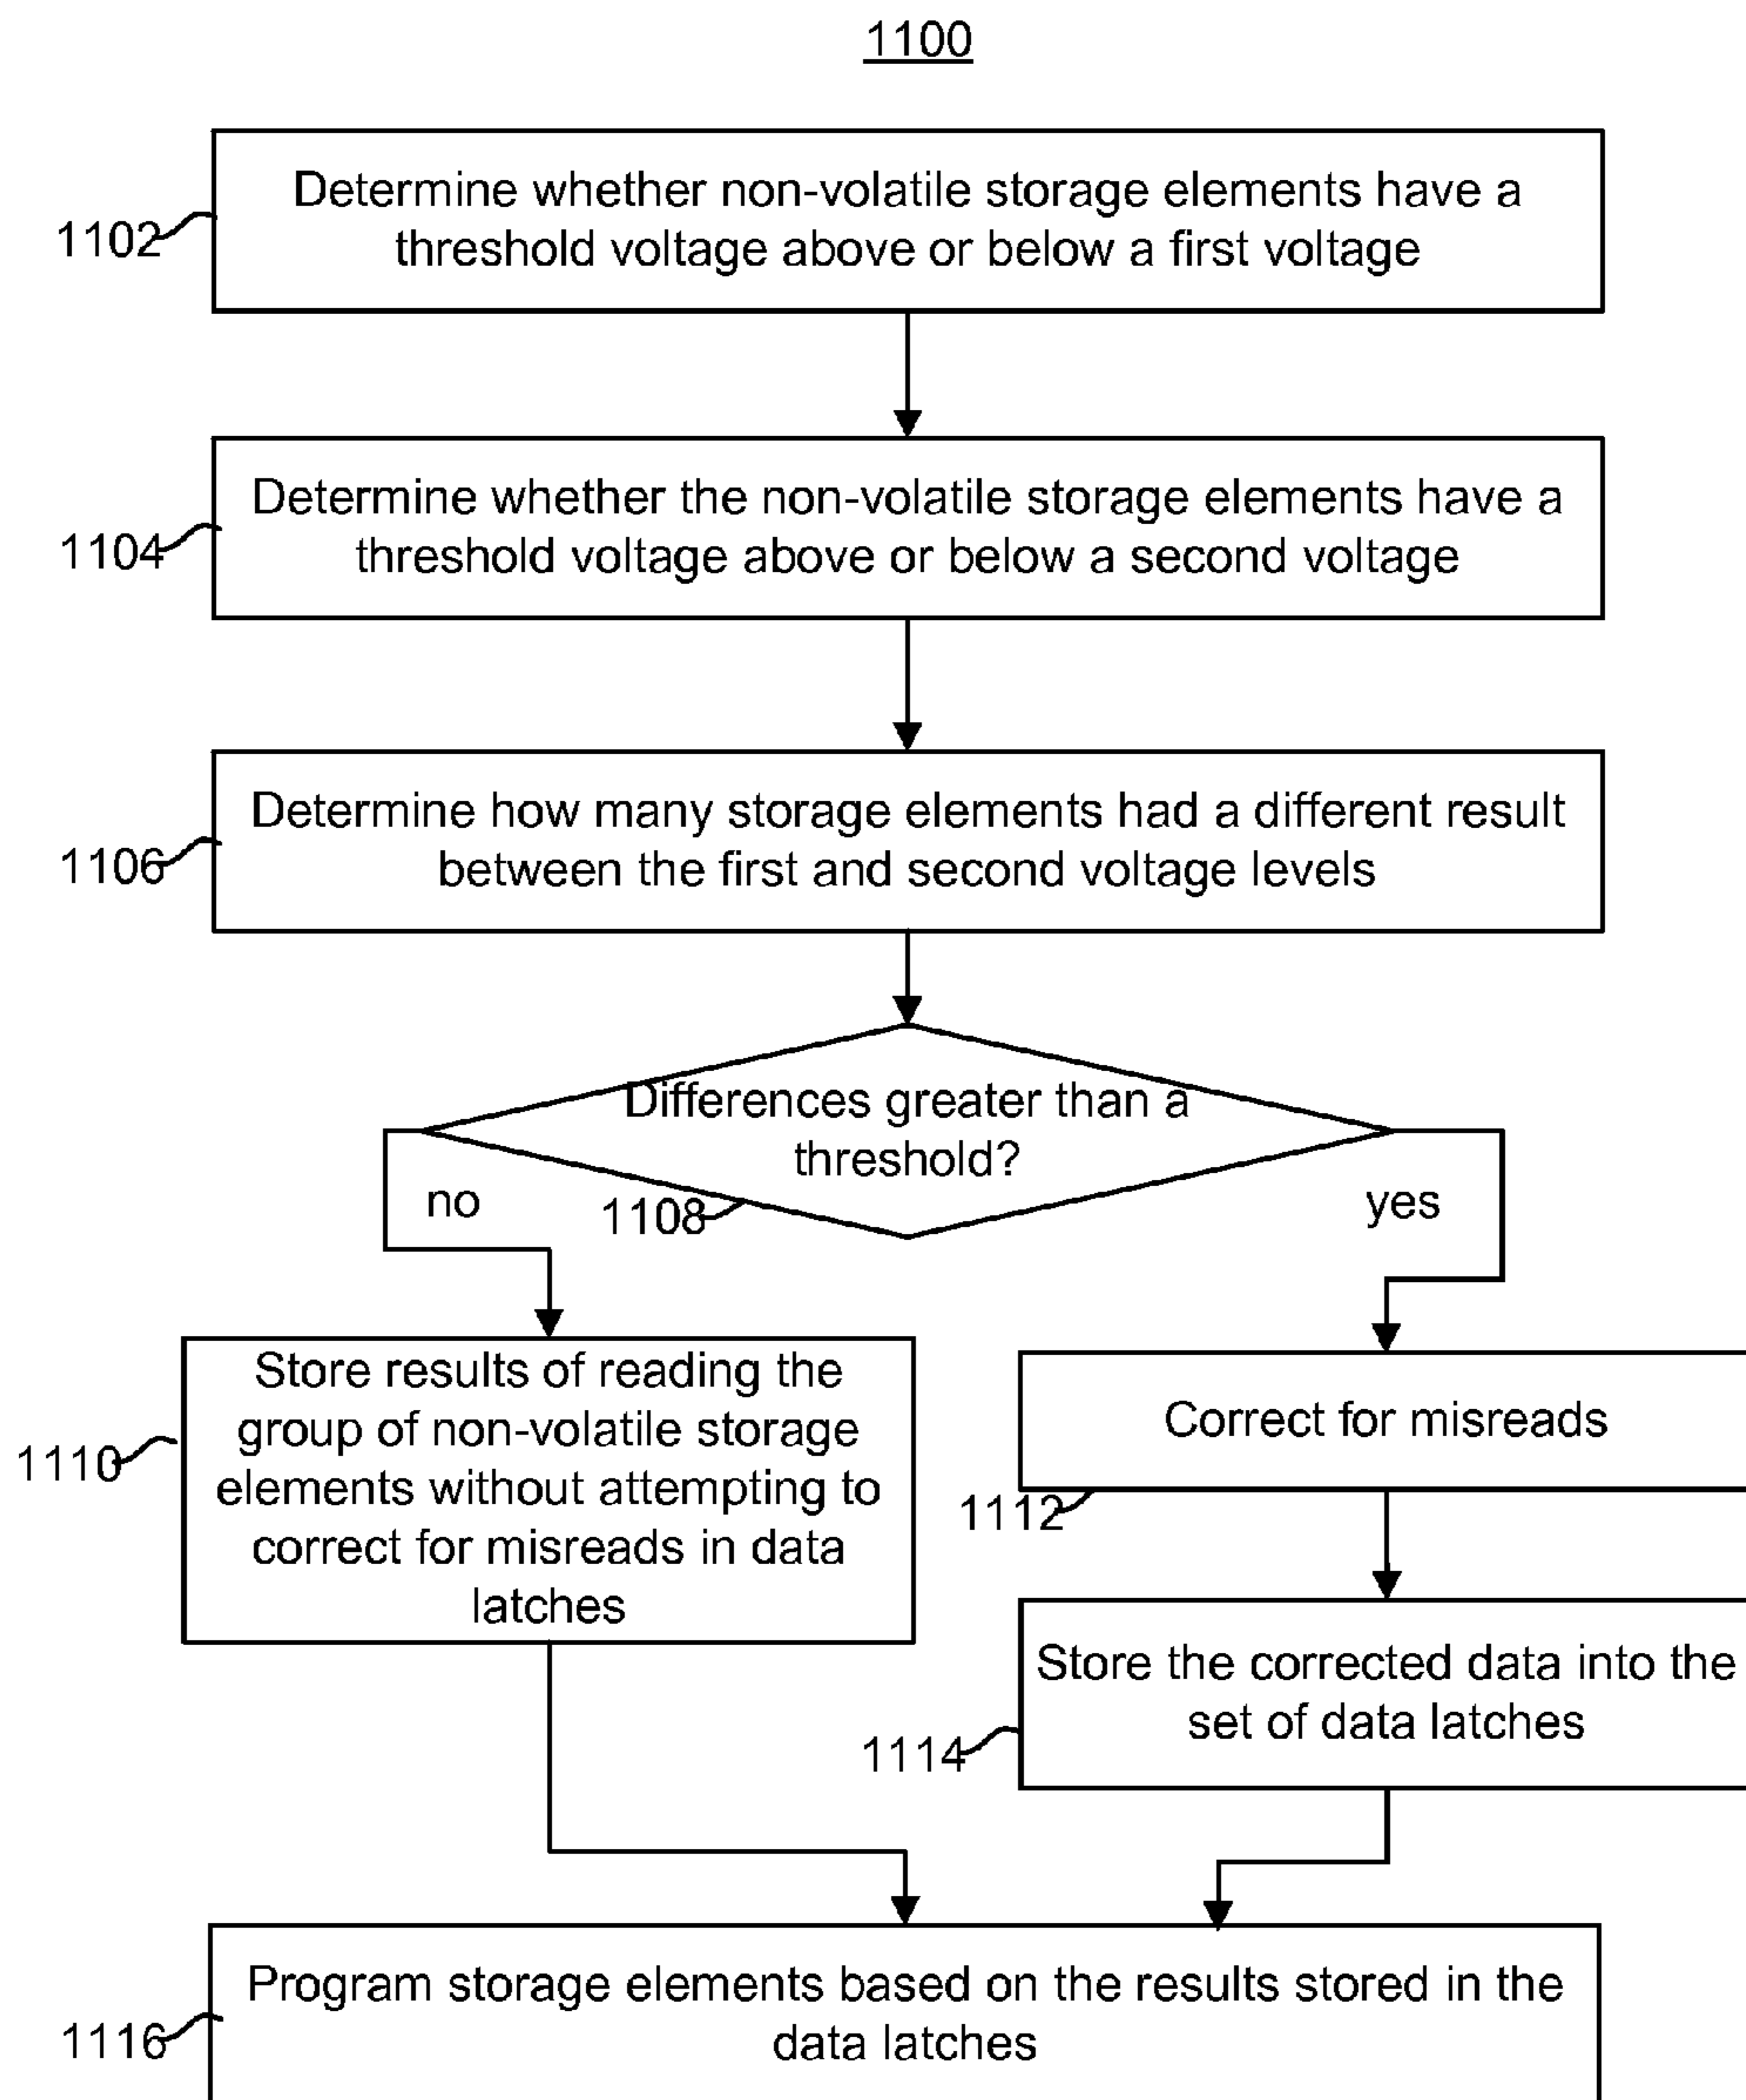 1100
Determine whether non-volatile storage elements have a
threshold voltage above or below a first voltage
1102
Determine whether the non-volatile storage elements have a
threshold voltage above or below a second voltage
1104
Determine how many storage elements had a different result
between the first and second voltage levels
1106
Differences greater than a
threshold?
1108
no
yes
Store results of reading the
group of non-volatile storage
elements without attempting to
correct for misreads in data
latches
1110
Correct for misreads
1112
Store the corrected data into the
set of data latches
1114
Program storage elements based on the results stored in the
data latches
1116